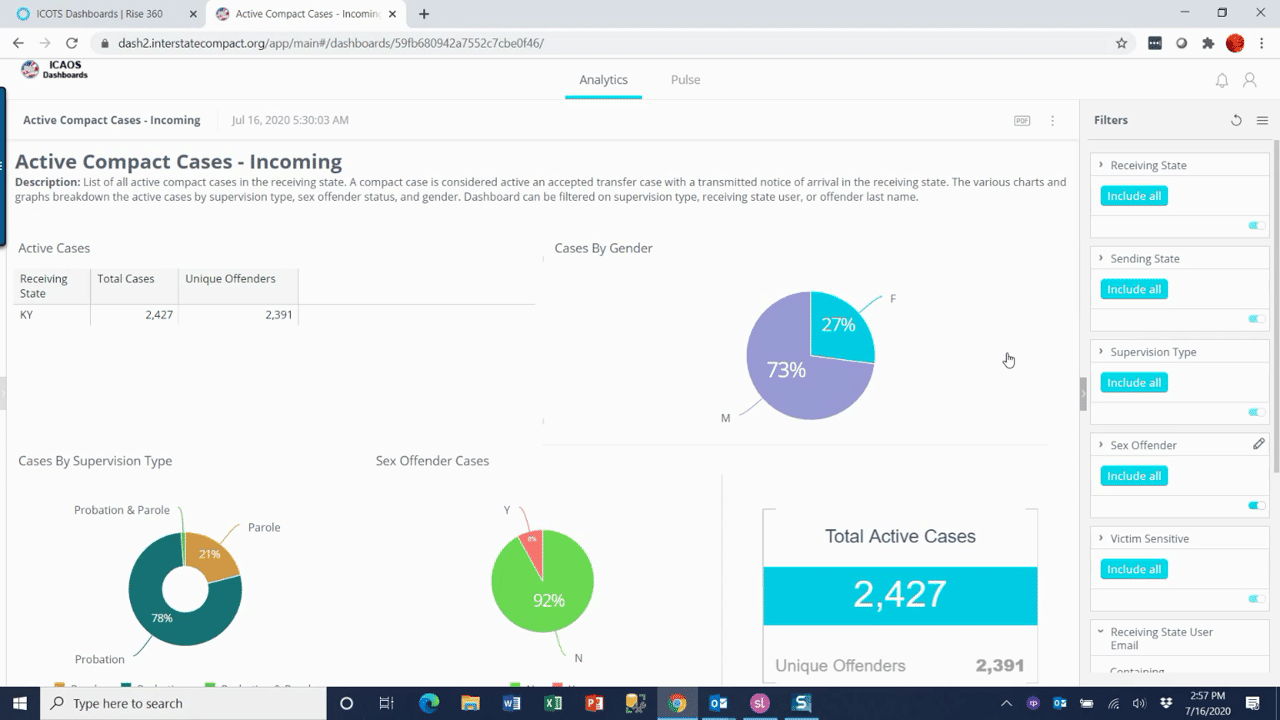 ICOTS Dashboards | Rise 360
Active Compact Cases - Incoming
dash2.interstatecompact.org/app/main#/dashboards/59fb680942a7552c7cbe0f46/
ICAOS
Dashboards
Analytics
Pulse
Active Compact Cases - Incoming
Jul 16, 2020 5:30:03 AM
PDF
Filters
Active Compact Cases - Incoming
Description: List of all active compact cases in the receiving state. A compact case is considered active an accepted transfer case with a transmitted notice of arrival in the receiving state. The various charts and
graphs breakdown the active cases by supervision type, sex offender status, and gender. Dashboard can be filtered on supervision type, receiving state user, or offender last name.
Active Cases
Receiving State Total Cases Unique Offenders
KY 2,427 2,391
Cases By Gender
F
27%
73%
M
Cases By Supervision Type
Probation & Parole
Parole
21%
78%
Probation
Sex Offender Cases
Y
8%
92%
N
Total Active Cases
2,427
Unique Offenders 2,391
Receiving State
Include all
Sending State
Include all
Supervision Type
Include all
Sex Offender
Include all
Victim Sensitive
Include all
Receiving State User
Email
Containing
Type here to search
2:57 PM
7/16/2020